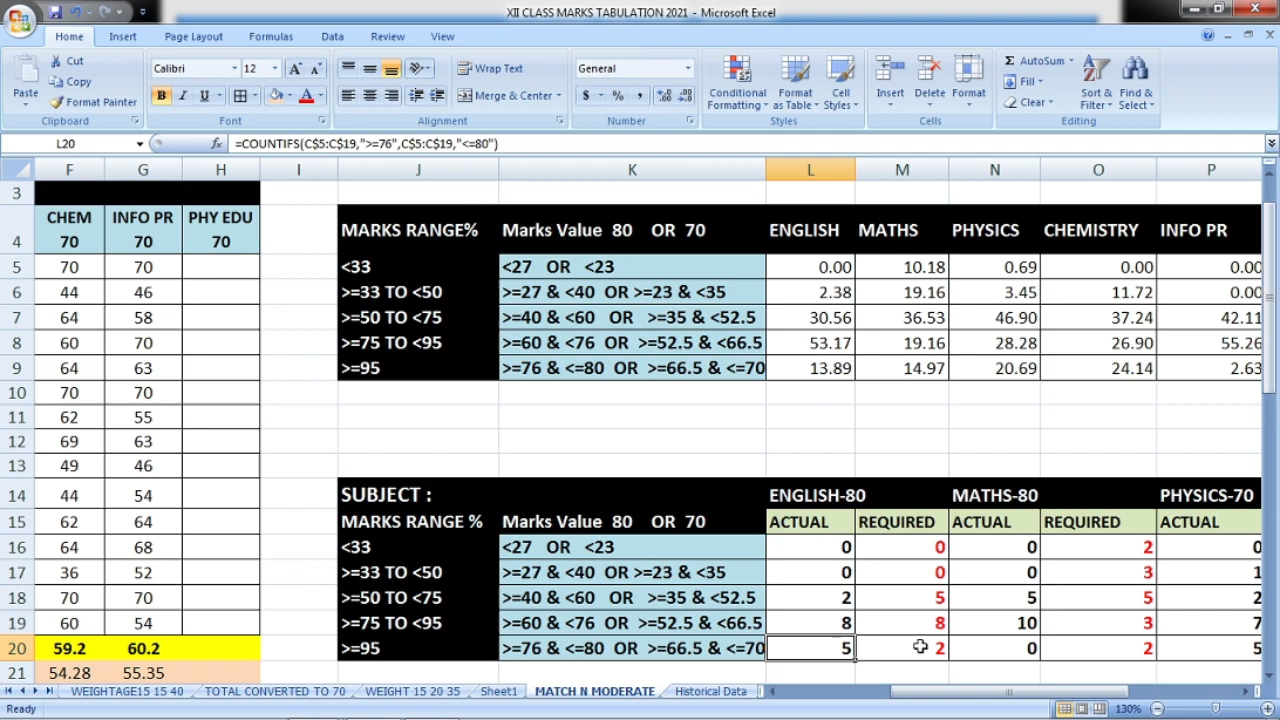 XII CLASS MARKS TABULATION 2021 - Microsoft Excel
Home Insert Page Layout Formulas Data Review View
Cut
Copy
Format Painter
Paste
Clipboard
Calibri 12
B I U
Font
Wrap Text
Merge & Center
Alignment
General
$ % ,
Number
Conditional Formatting
Format as Table
Cell Styles
Styles
Insert Delete Format
Cells
AutoSum
Fill
Clear
Sort & Filter
Find & Select
Editing
L20 fx =COUNTIFS(C$5:C$19,">=76",C$5:C$19,"<=80")
F G H I J K L M N O P
3
4 CHEM 70 INFO PR 70 PHY EDU 70 MARKS RANGE% Marks Value 80 OR 70 ENGLISH MATHS PHYSICS CHEMISTRY INFO PR
5 70 70 <33 <27 OR <23 0.00 10.18 0.69 0.00 0.00
6 44 46 >=33 TO <50 >=27 & <40 OR >=23 & <35 2.38 19.16 3.45 11.72 0.00
7 64 58 >=50 TO <75 >=40 & <60 OR >=35 & <52.5 30.56 36.53 46.90 37.24 42.11
8 60 70 >=75 TO <95 >=60 & <76 OR >=52.5 & <66.5 53.17 19.16 28.28 26.90 55.26
9 64 63 >=95 >=76 & <=80 OR >=66.5 & <=70 13.89 14.97 20.69 24.14 2.63
10 70 70
11 62 55
12 69 63
13 49 46
14 44 54 SUBJECT : ENGLISH-80 MATHS-80 PHYSICS-70
15 62 64 MARKS RANGE % Marks Value 80 OR 70 ACTUAL REQUIRED ACTUAL REQUIRED ACTUAL
16 64 68 <33 <27 OR <23 0 0 0 2 0
17 36 52 >=33 TO <50 >=27 & <40 OR >=23 & <35 0 0 0 3 1
18 70 70 >=50 TO <75 >=40 & <60 OR >=35 & <52.5 2 5 5 5 2
19 60 54 >=75 TO <95 >=60 & <76 OR >=52.5 & <66.5 8 8 10 3 7
20 59.2 60.2 >=95 >=76 & <=80 OR >=66.5 & <=70 5 2 0 2 5
21 54.28 55.35
WEIGHTAGE15 15 40 TOTAL CONVERTED TO 70 WEIGHT 15 20 35 Sheet1 MATCH N MODERATE Historical Data
Ready 130%